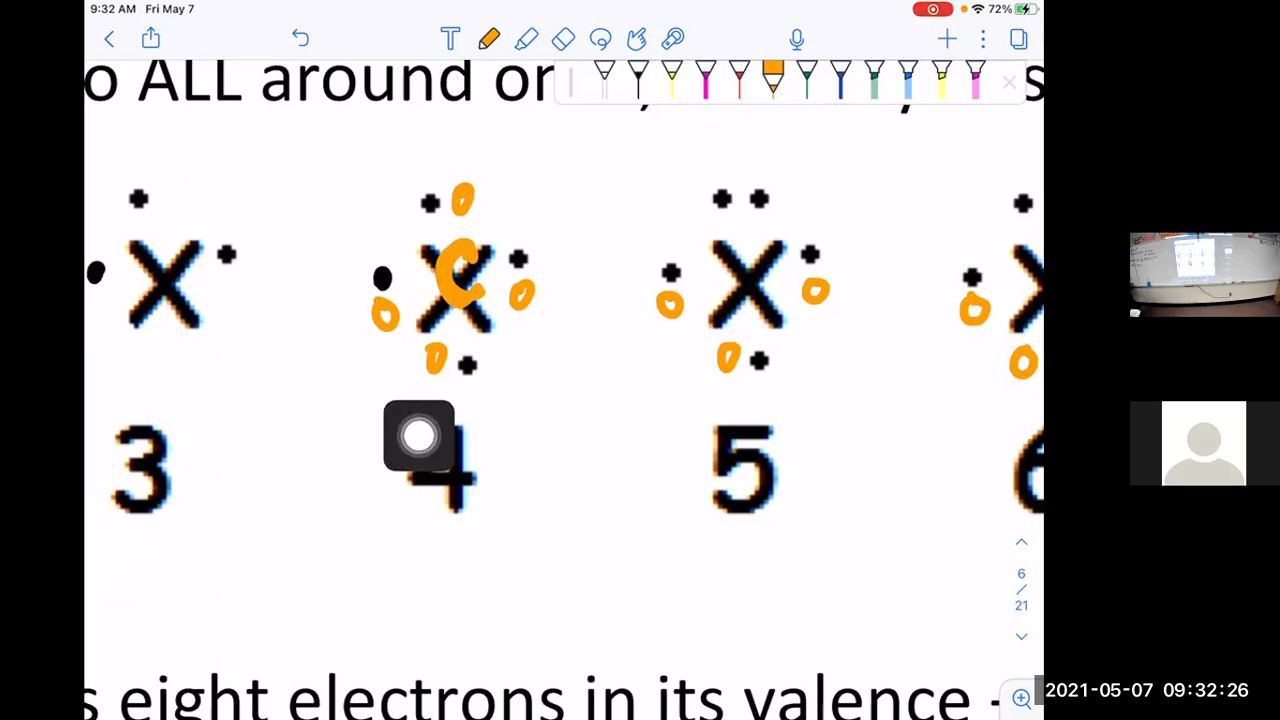 9:32 AM Fri May 7 72%
o ALL around or
X C X X
3 4 5 6
6
/
21
s eight electrons in its valence -
2021-05-07 09:32:26